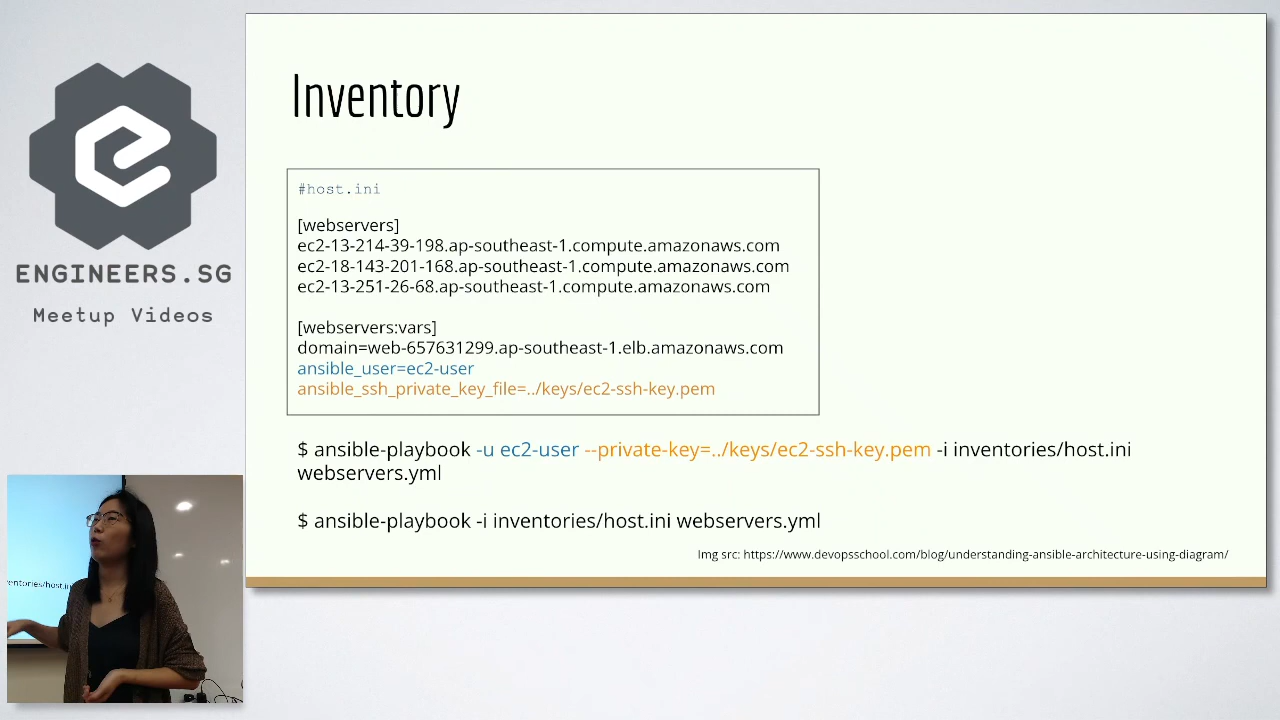 Inventory
#host.ini
[webservers]
ec2-13-214-39-198.ap-southeast-1.compute.amazonaws.com
ec2-18-143-201-168.ap-southeast-1.compute.amazonaws.com
ec2-13-251-26-68.ap-southeast-1.compute.amazonaws.com
[webservers:vars]
domain=web-657631299.ap-southeast-1.elb.amazonaws.com
ansible_user=ec2-user
ansible_ssh_private_key_file=../keys/ec2-ssh-key.pem
$ ansible-playbook -u ec2-user --private-key=../keys/ec2-ssh-key.pem -i inventories/host.ini
webservers.yml
$ ansible-playbook -i inventories/host.ini webservers.yml
Img src: https://www.devopsschool.com/blog/understanding-ansible-architecture-using-diagram/
ENGINEERS.SG
Meetup Videos
ventories/host.in